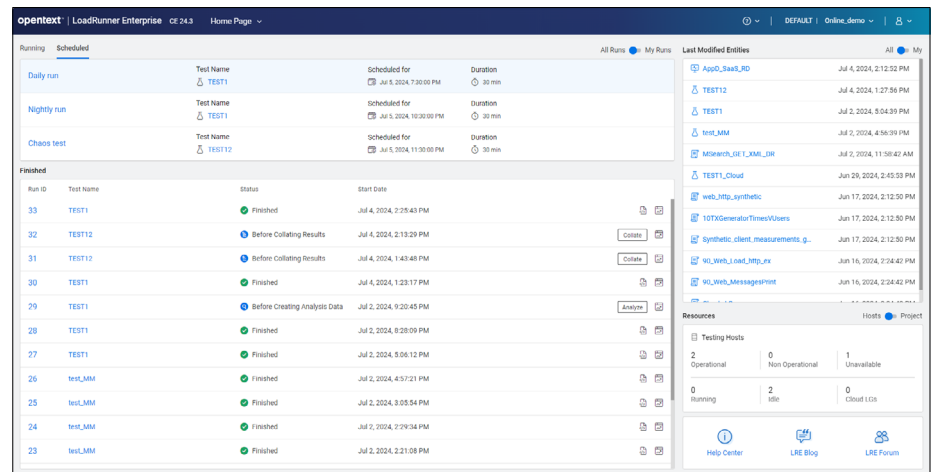 opentext™ | LoadRunner Enterprise CE 24.3 Home Page DEFAULT | Online_demo
Running Scheduled All Runs My Runs
Daily run Test Name TEST1 Scheduled for Jul 5, 2024, 7:30:00 PM Duration 30 min
Nightly run Test Name TEST1 Scheduled for Jul 5, 2024, 10:30:00 PM Duration 30 min
Chaos test Test Name TEST12 Scheduled for Jul 5, 2024, 11:30:00 PM Duration 30 min
Finished
Run ID Test Name Status Start Date
33 TEST1 Finished Jul 4, 2024, 2:25:43 PM
32 TEST12 Before Collating Results Jul 4, 2024, 2:13:29 PM Collate
31 TEST12 Before Collating Results Jul 4, 2024, 1:43:48 PM Collate
30 TEST1 Finished Jul 4, 2024, 1:23:17 PM
29 TEST1 Before Creating Analysis Data Jul 2, 2024, 9:20:45 PM Analyze
28 TEST1 Finished Jul 2, 2024, 8:28:09 PM
27 TEST1 Finished Jul 2, 2024, 5:06:12 PM
26 test_MM Finished Jul 2, 2024, 4:57:21 PM
25 test_MM Finished Jul 2, 2024, 3:05:54 PM
24 test_MM Finished Jul 2, 2024, 2:29:34 PM
23 test_MM Finished Jul 2, 2024, 2:21:08 PM
Last Modified Entities All My
AppD_SaaS_RD Jul 4, 2024, 2:12:52 PM
TEST12 Jul 4, 2024, 1:27:56 PM
TEST1 Jul 2, 2024, 5:04:39 PM
test_MM Jul 2, 2024, 4:56:39 PM
MSearch_GET_XML_DR Jul 2, 2024, 11:58:42 AM
TEST1_Cloud Jun 29, 2024, 2:45:53 PM
web_http_synthetic Jun 17, 2024, 2:12:50 PM
10TXGeneratorTimesVUsers Jun 17, 2024, 2:12:50 PM
Synthetic_client_measurements_g... Jun 17, 2024, 2:12:50 PM
90_Web_Load_http_ex Jun 16, 2024, 2:24:42 PM
90_Web_MessagesPrint Jun 16, 2024, 2:24:42 PM
Resources Hosts Project
Testing Hosts
2 0 1
Operational Non Operational Unavailable
0 2 0
Running Idle Cloud LGs
Help Center LRE Blog LRE Forum